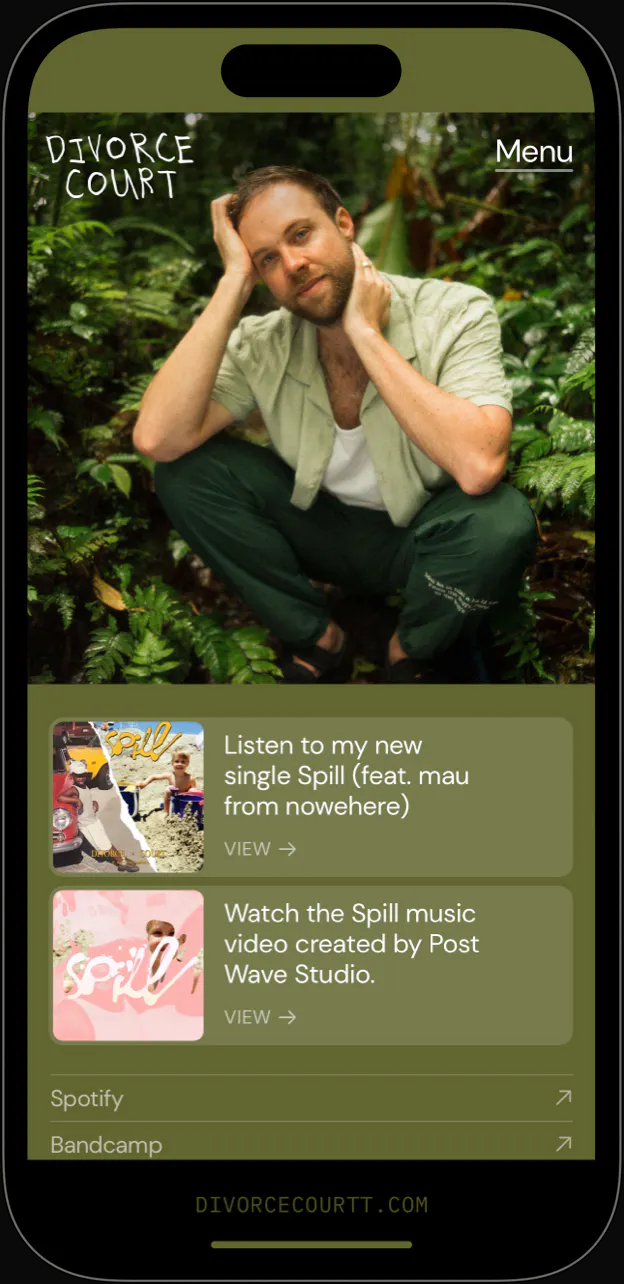 DIVORCE
COURT
Menu
Spill
DIVORCE COURT
Listen to my new
single Spill (feat. mau
from nowehere)
VIEW →
Spill
Watch the Spill music
video created by Post
Wave Studio.
VIEW →
Spotify
Bandcamp
DIVORCECOURTT.COM